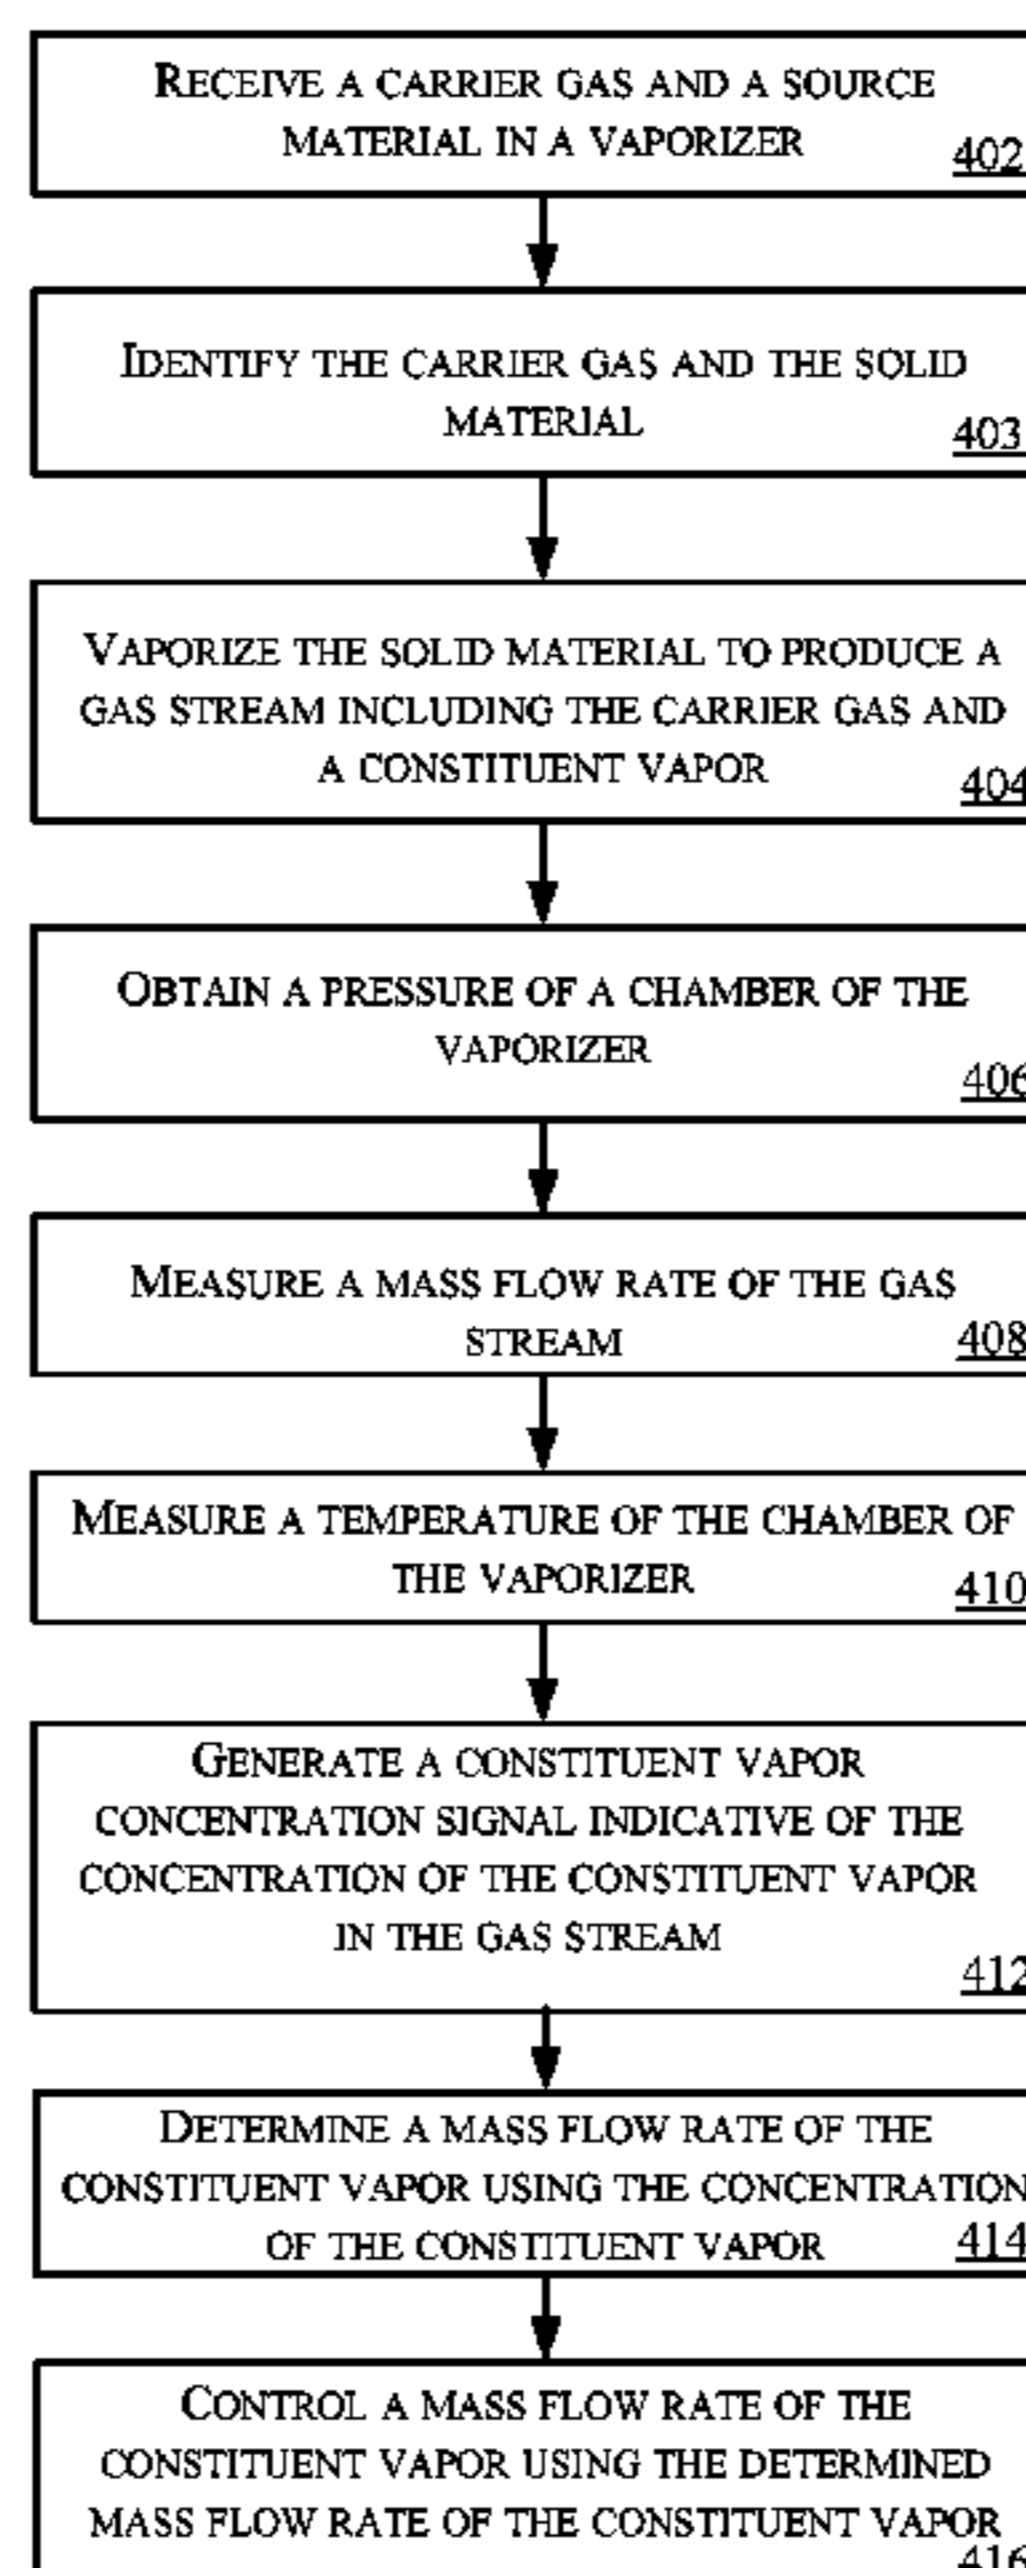 RECEIVE A CARRIER GAS AND A SOURCE
MATERIAL IN A VAPORIZER
402
IDENTIFY THE CARRIER GAS AND THE SOLID
MATERIAL
403
VAPORIZE THE SOLID MATERIAL TO PRODUCE A
GAS STREAM INCLUDING THE CARRIER GAS AND
A CONSTITUENT VAPOR
404
OBTAIN A PRESSURE OF A CHAMBER OF THE
VAPORIZER
406
MEASURE A MASS FLOW RATE OF THE GAS
STREAM
408
MEASURE A TEMPERATURE OF THE CHAMBER OF
THE VAPORIZER
410
GENERATE A CONSTITUENT VAPOR
CONCENTRATION SIGNAL INDICATIVE OF THE
CONCENTRATION OF THE CONSTITUENT VAPOR
IN THE GAS STREAM
412
DETERMINE A MASS FLOW RATE OF THE
CONSTITUENT VAPOR USING THE CONCENTRATION
OF THE CONSTITUENT VAPOR
414
CONTROL A MASS FLOW RATE OF THE
CONSTITUENT VAPOR USING THE DETERMINED
MASS FLOW RATE OF THE CONSTITUENT VAPOR
416